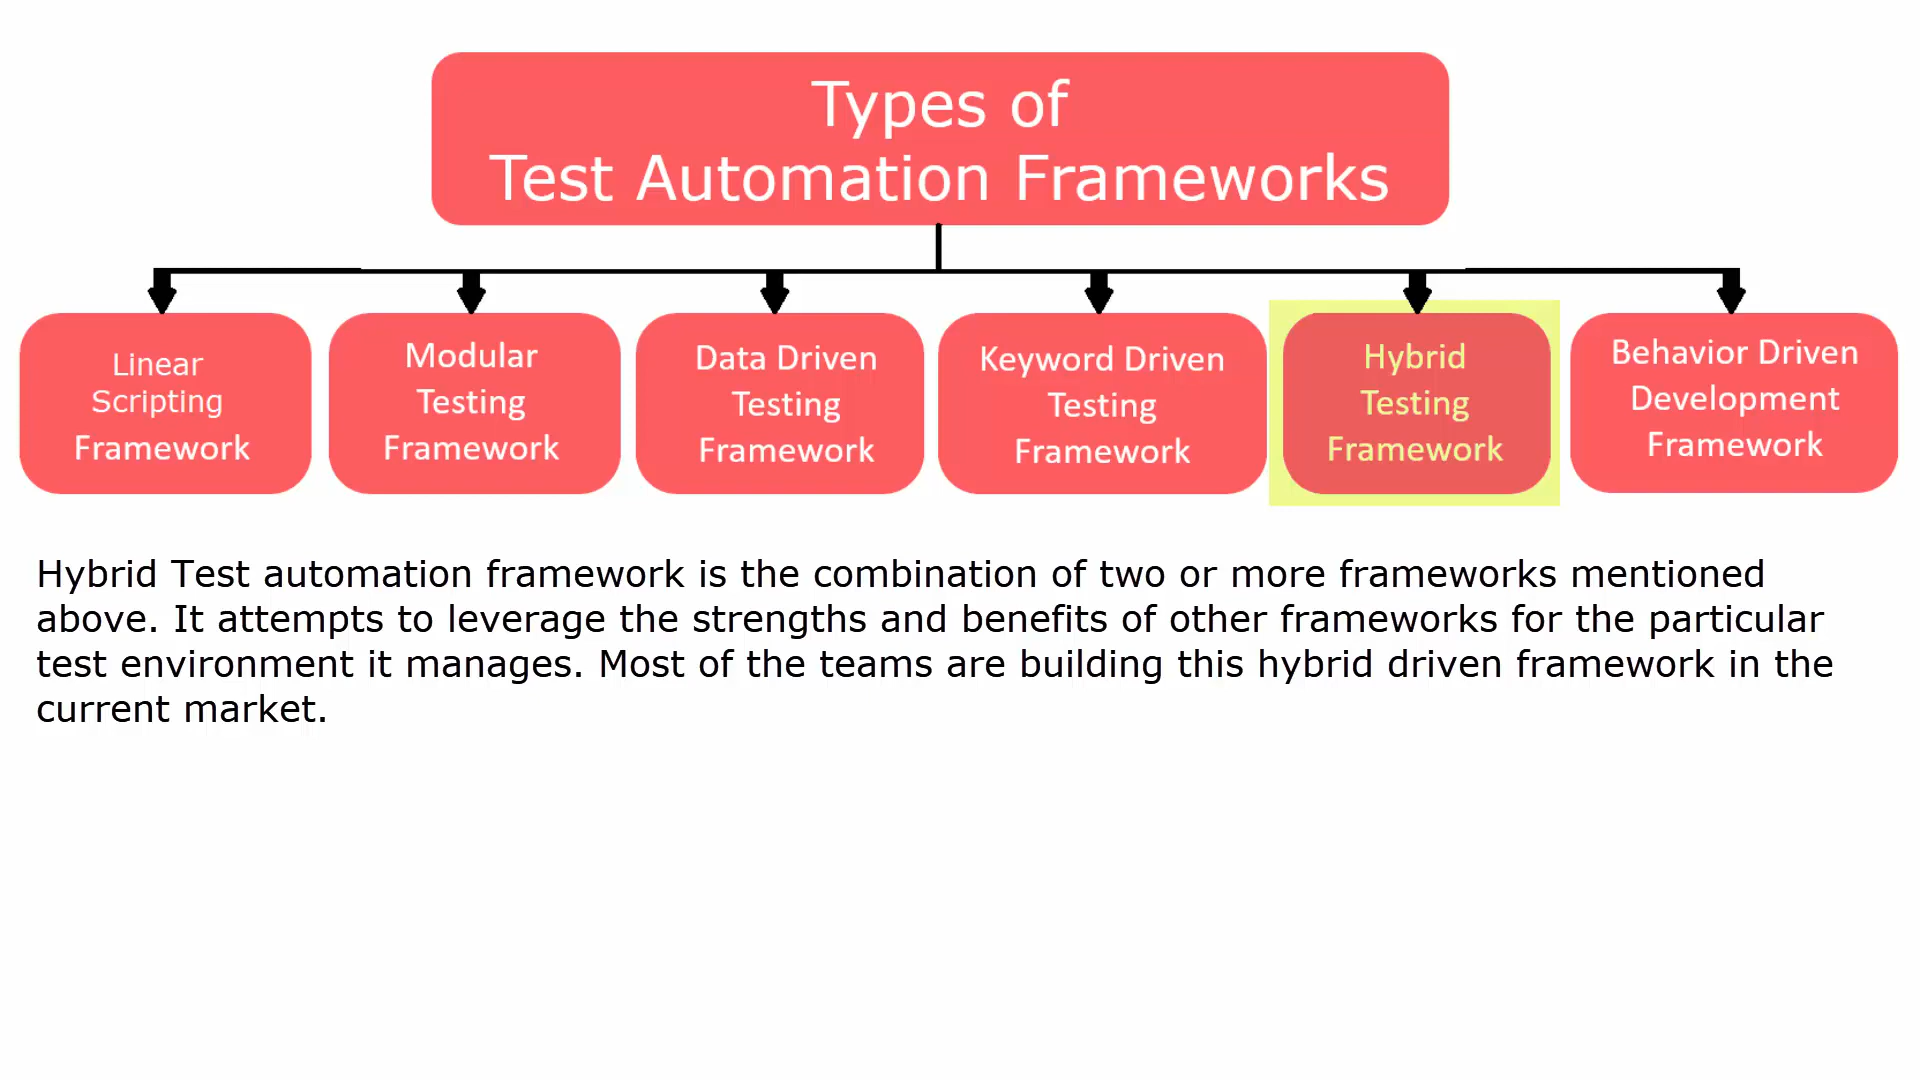 Types of
Test Automation Frameworks
Linear
Scripting
Framework
Modular
Testing
Framework
Data Driven
Testing
Framework
Keyword Driven
Testing
Framework
Hybrid
Testing
Framework
Behavior Driven
Development
Framework
Hybrid Test automation framework is the combination of two or more frameworks mentioned
above. It attempts to leverage the strengths and benefits of other frameworks for the particular
test environment it manages. Most of the teams are building this hybrid driven framework in the
current market.